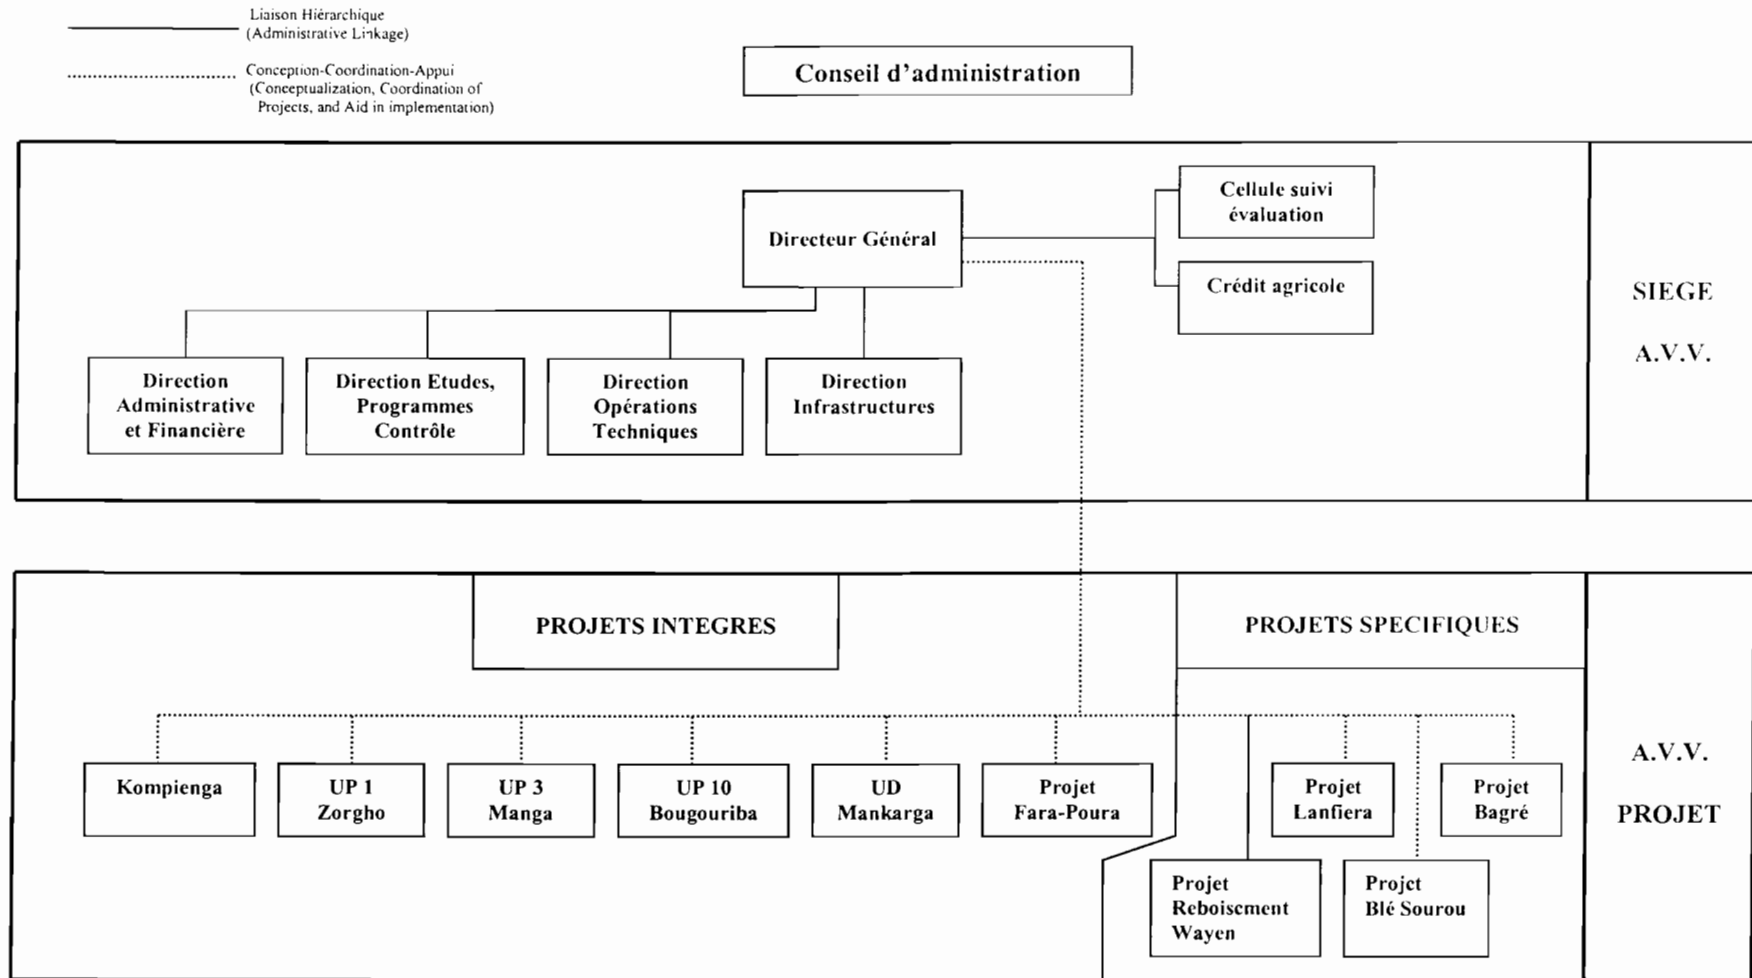 Liaison Hiérarchique
(Administrative Linkage)
Conception-Coordination-Appui
(Conceptualization, Coordination of
Projects, and Aid in implementation)
Conseil d'administration
Directeur Général
Cellule suivi
évaluation
Crédit agricole
SIEGE
A.V.V.
Direction
Administrative
et Financière
Direction Etudes,
Programmes
Contrôle
Direction
Opérations
Techniques
Direction
Infrastructures
PROJETS INTEGRES
PROJETS SPECIFIQUES
A.V.V.
PROJET
Kompienga
UP 1
Zorgho
UP 3
Manga
UP 10
Bougouriba
UD
Mankarga
Projet
Fara-Poura
Projet
Lanfiera
Projet
Bagré
Projet
Reboisement
Wayen
Projet
Blé Sourou